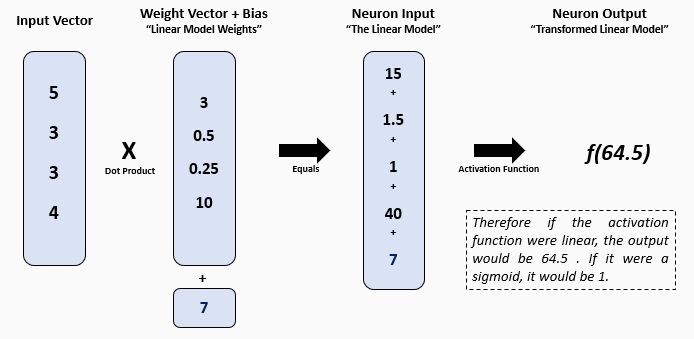 Input Vector
5
3
3
4
X
Dot Product
Weight Vector + Bias
“Linear Model Weights”
3
0.5
0.25
10
+
7
Equals
Neuron Input
“The Linear Model”
15
+
1.5
+
1
+
40
+
7
Activation Function
Neuron Output
“Transformed Linear Model”
f(64.5)
Therefore if the activation
function were linear, the output
would be 64.5 . If it were a
sigmoid, it would be 1.